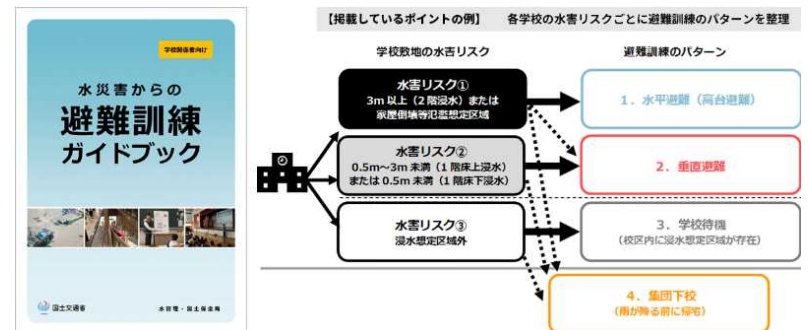 学校関係者向け
水災害からの
避難訓練
ガイドブック
国土交通省
水管理・国土保全局
【掲載しているポイントの例】 各学校の水害リスクごとに避難訓練のパターンを整理
学校敷地の水害リスク
避難訓練のパターン
水害リスク①
3m以上（2階浸水）または
家屋倒壊等氾濫想定区域
1．水平避難（高台避難）
水害リスク②
0.5m～3m未満（1階床上浸水）
または0.5m未満（1階床下浸水）
2．垂直避難
水害リスク③
浸水想定区域外
3．学校待機
（校区内に浸水想定区域が存在）
4．集団下校
（雨が降る前に帰宅）